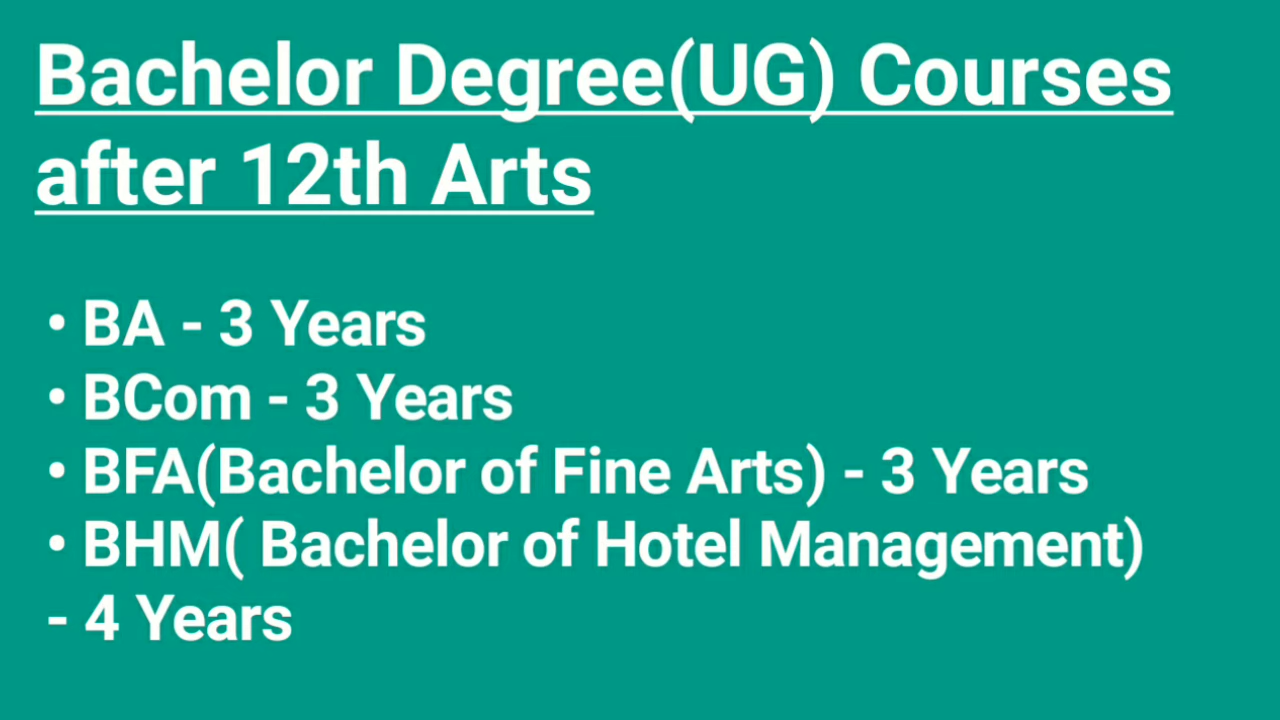 Bachelor Degree(UG) Courses
after 12th Arts
• BA - 3 Years
• BCom - 3 Years
• BFA(Bachelor of Fine Arts) - 3 Years
• BHM( Bachelor of Hotel Management)
- 4 Years